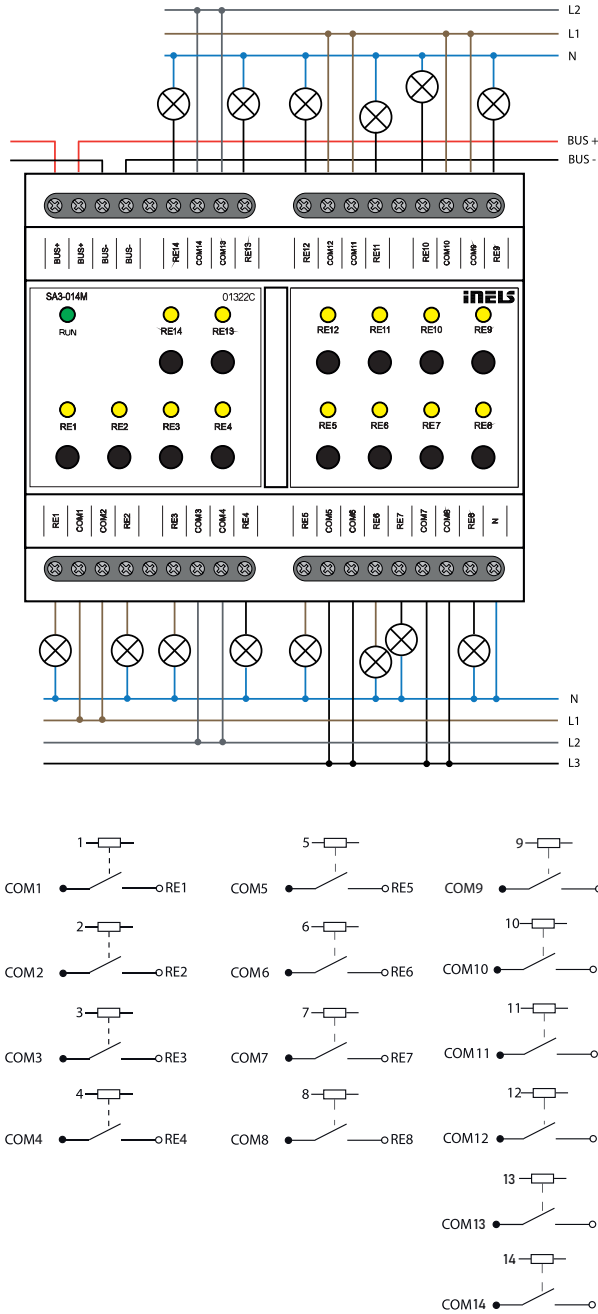 L2
L1
N
BUS +
BUS -
BUS+ BUS+ BUS- BUS- RE14 COM14 COM13 RE13 RE12 COM12 COM11 RE11 RE10 COM10 COM9 RE9
SA3-014M 01322C iNELS
RUN RE14 RE13 RE12 RE11 RE10 RE9
RE1 RE2 RE3 RE4 RE5 RE6 RE7 RE8
RE1 COM1 COM2 RE2 RE3 COM3 COM4 RE4 RE5 COM5 COM6 RE6 RE7 COM7 COM8 RE8 N
N
L1
L2
L3
1 5 9
COM1 RE1 COM5 RE5 COM9
2 6 10
COM2 RE2 COM6 RE6 COM10
3 7 11
COM3 RE3 COM7 RE7 COM11
4 8 12
COM4 RE4 COM8 RE8 COM12
13
COM13
14
COM14